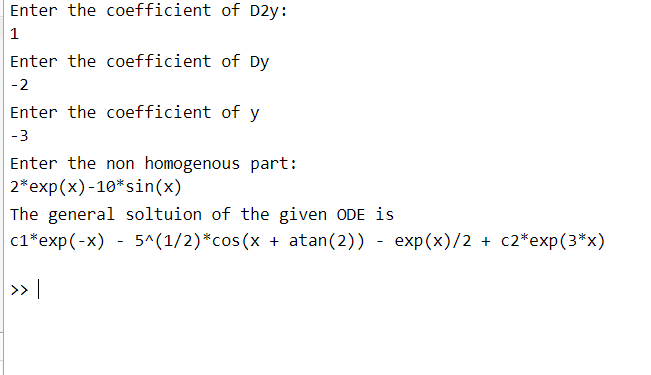 Enter the coefficient of D2y:
1
Enter the coefficient of Dy
-2
Enter the coefficient of y
-3
Enter the non homogenous part:
2*exp(x)-10*sin(x)
The general soltuion of the given ODE is
c1*exp(-x) - 5^(1/2)*cos(x + atan(2)) - exp(x)/2 + c2*exp(3*x)
>>